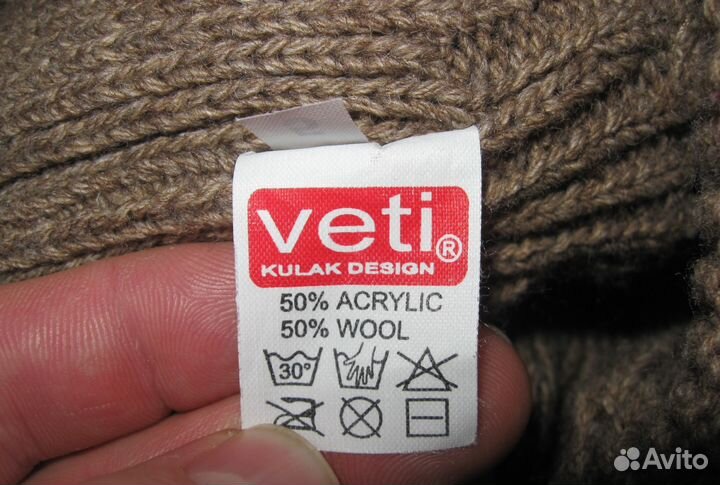 veti®
KULAK DESIGN
50% ACRYLIC
50% WOOL
30°
Avito